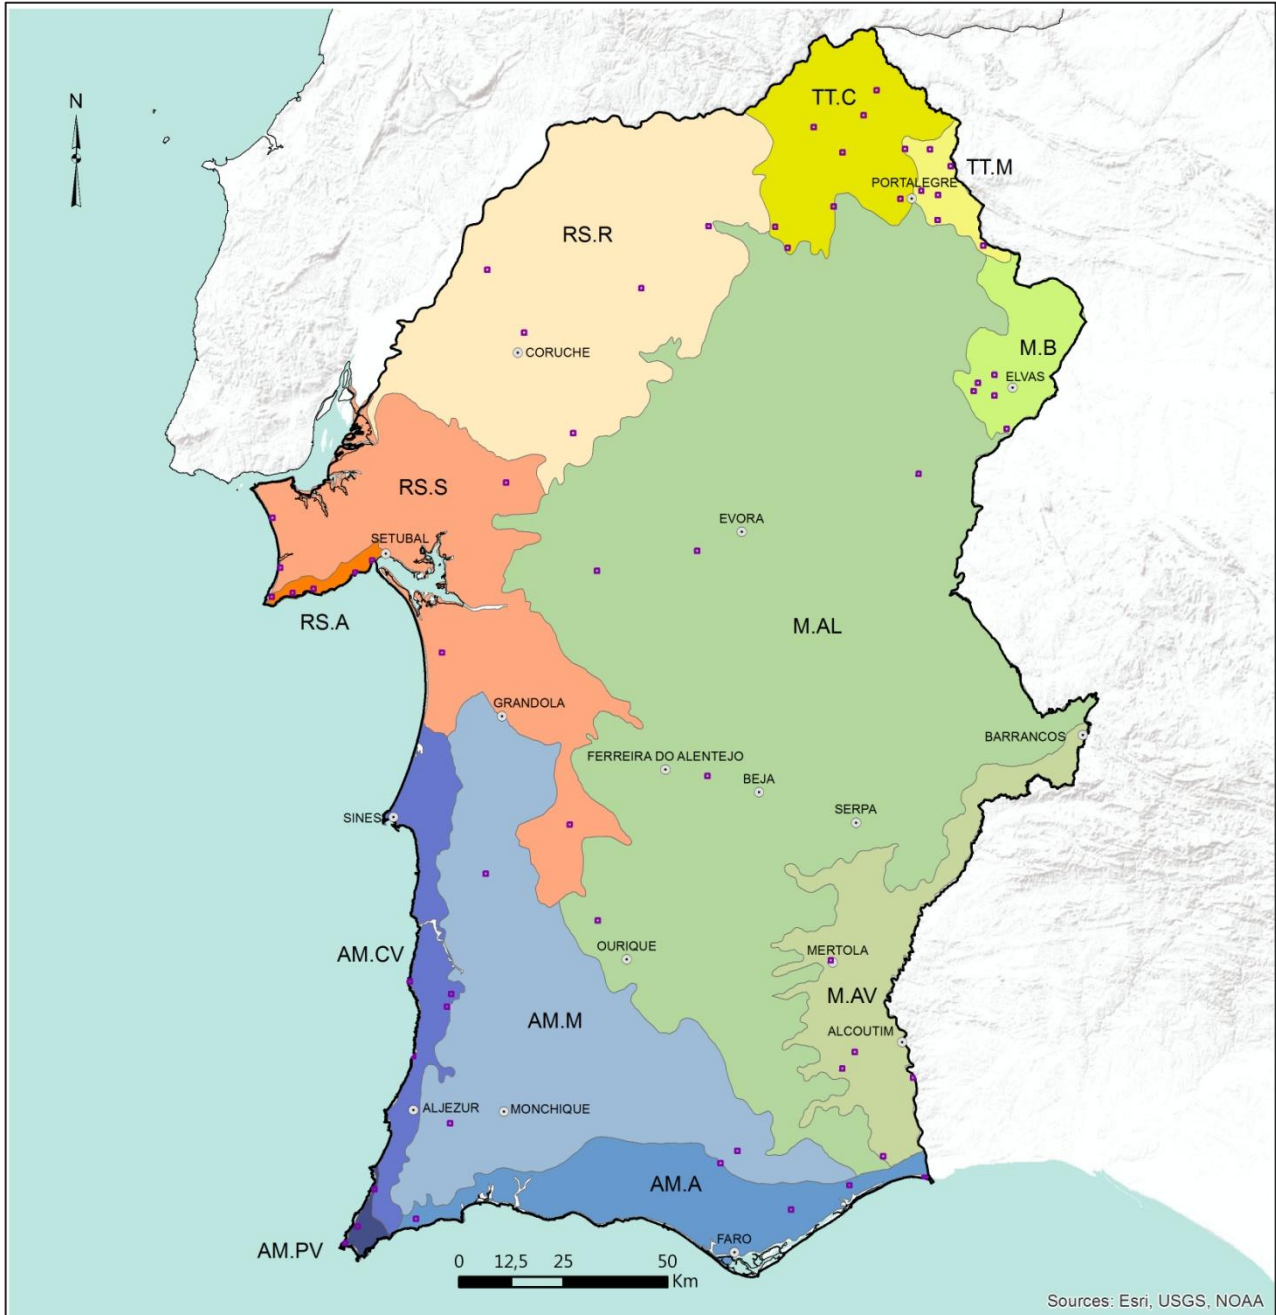 N
TT.C
TT.M
PORTALEGRE
RS.R
M.B
CORUCHE
ELVAS
RS.S
EVORA
SETUBAL
RS.A
M.AL
GRANDOLA
BARRANCOS
FERREIRA DO ALENTEJO
BEJA
SINES
SERPA
AM.CV
OURIQUE
MERTOLA
M.AV
AM.M
ALCOUTIM
ALJEZUR
MONCHIQUE
AM.A
AM.PV
FARO
0 12,5 25 50
Km
Sources: Esri, USGS, NOAA